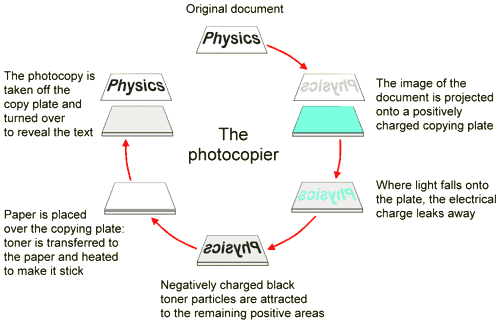 Original document
Physics
The image of the
document is projected
onto a positively
charged copying plate
Physics
Where light falls onto
the plate, the electrical
charge leaks away
Physics
Negatively charged black
toner particles are attracted
to the remaining positive areas
Physics
Paper is placed
over the copying plate:
toner is transferred to
the paper and heated
to make it stick
The photocopy is
taken off the
copy plate and
turned over
to reveal the text
Physics
The
photocopier